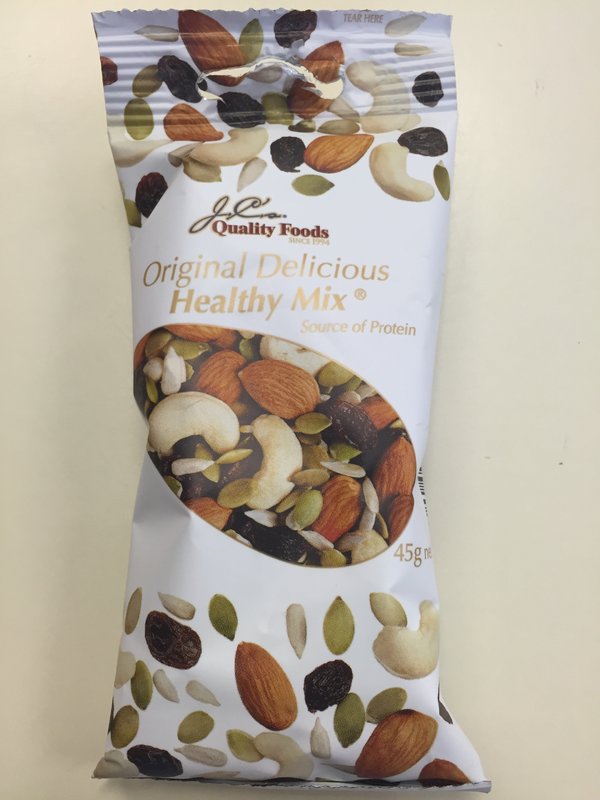 TEAR HERE
J.C's.
Quality Foods
SINCE 1994
Original Delicious
Healthy Mix ®
Source of Protein
45g